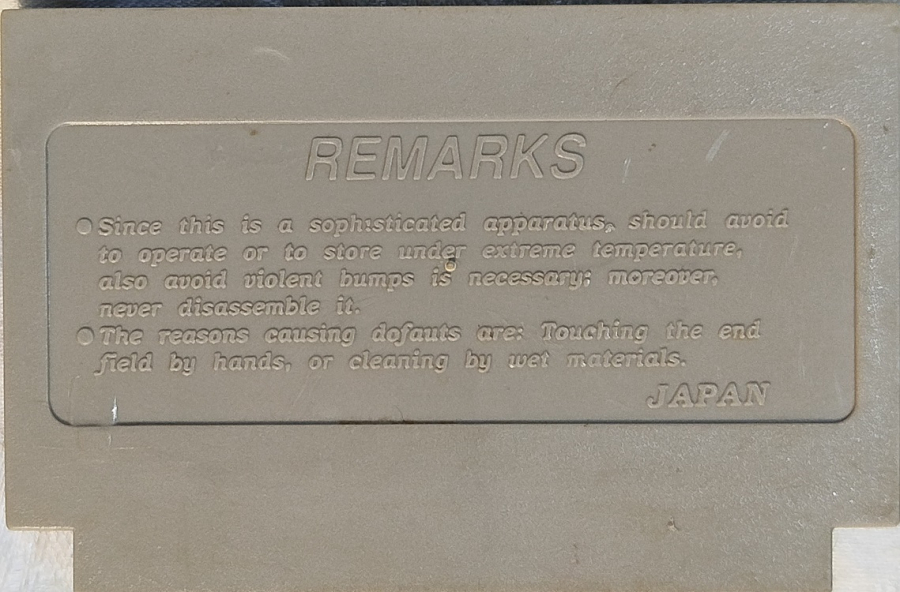 REMARKS
● Since this is a sophisticated apparatus, should avoid
to operate or to store under extreme temperature,
also avoid violent bumps is necessary; moreover,
never disassemble it.
● The reasons causing dofauts are: Touching the end
field by hands, or cleaning by wet materials.
JAPAN